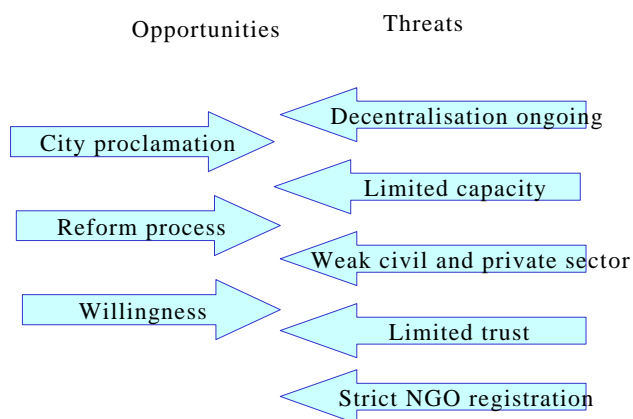 Opportunities
Threats
Decentralisation ongoing
City proclamation
Limited capacity
Reform process
Weak civil and private sector
Willingness
Limited trust
Strict NGO registration